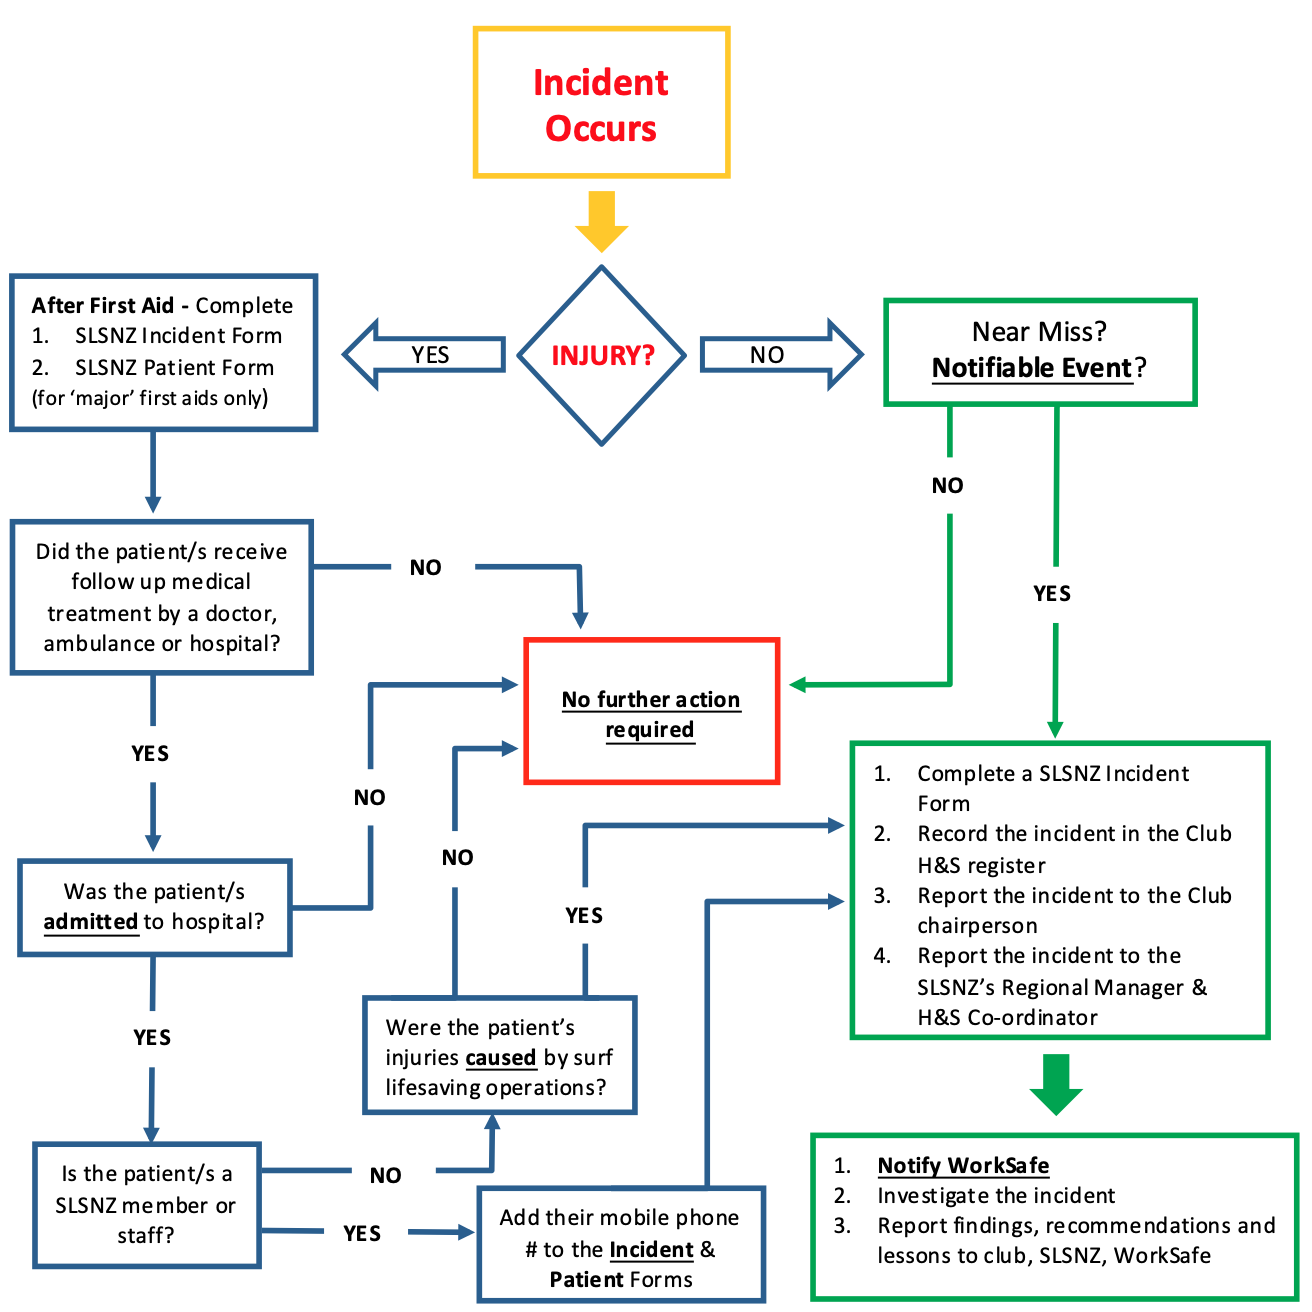 Incident
Occurs
INJURY?
YES
NO
After First Aid - Complete
1. SLSNZ Incident Form
2. SLSNZ Patient Form
(for ‘major’ first aids only)
Near Miss?
Notifiable Event?
NO
YES
Did the patient/s receive
follow up medical
treatment by a doctor,
ambulance or hospital?
NO
YES
No further action
required
Was the patient/s
admitted to hospital?
NO
YES
1. Complete a SLSNZ Incident
Form
2. Record the incident in the Club
H&S register
3. Report the incident to the Club
chairperson
4. Report the incident to the
SLSNZ’s Regional Manager &
H&S Co-ordinator
NO
YES
Were the patient’s
injuries caused by surf
lifesaving operations?
Is the patient/s a
SLSNZ member or
staff?
NO
YES
Add their mobile phone
# to the Incident &
Patient Forms
1. Notify WorkSafe
2. Investigate the incident
3. Report findings, recommendations and
lessons to club, SLSNZ, WorkSafe